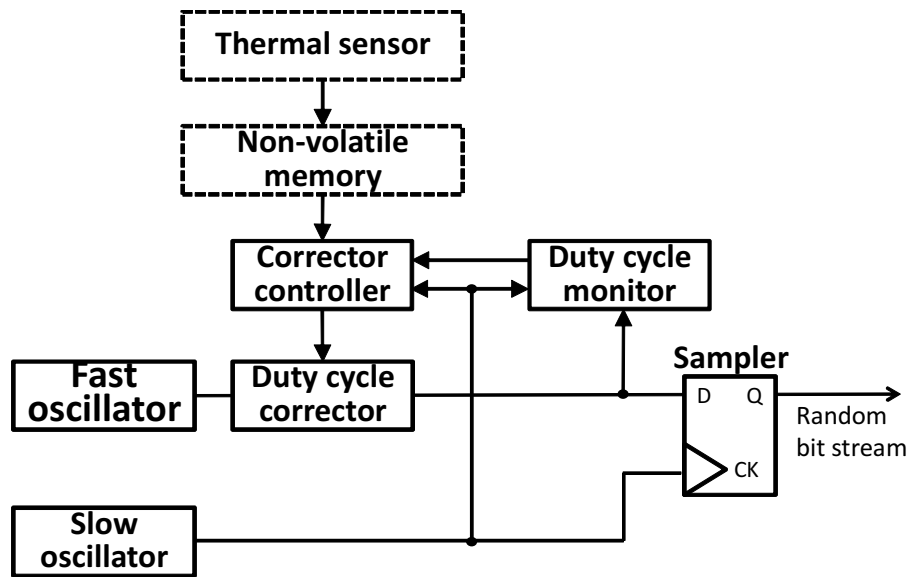 Thermal sensor
Non-volatile
memory
Corrector
controller
Duty cycle
monitor
Fast
oscillator
Duty cycle
corrector
Sampler
D
Q
CK
Random
bit stream
Slow
oscillator